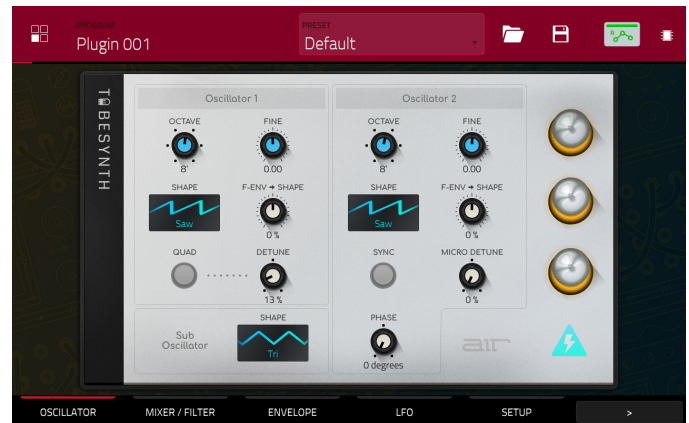 PROGRAM
Plugin 001
PRESET
Default
TUBESYNTH
Oscillator 1
OCTAVE
FINE
8'
0.00
SHAPE
F-ENV → SHAPE
Saw
0 %
QUAD
DETUNE
13 %
Sub
Oscillator
SHAPE
Tri
Oscillator 2
OCTAVE
FINE
8'
0.00
SHAPE
F-ENV → SHAPE
Saw
0 %
SYNC
MICRO DETUNE
0 %
PHASE
0 degrees
air
OSCILLATOR
MIXER / FILTER
ENVELOPE
LFO
SETUP
>